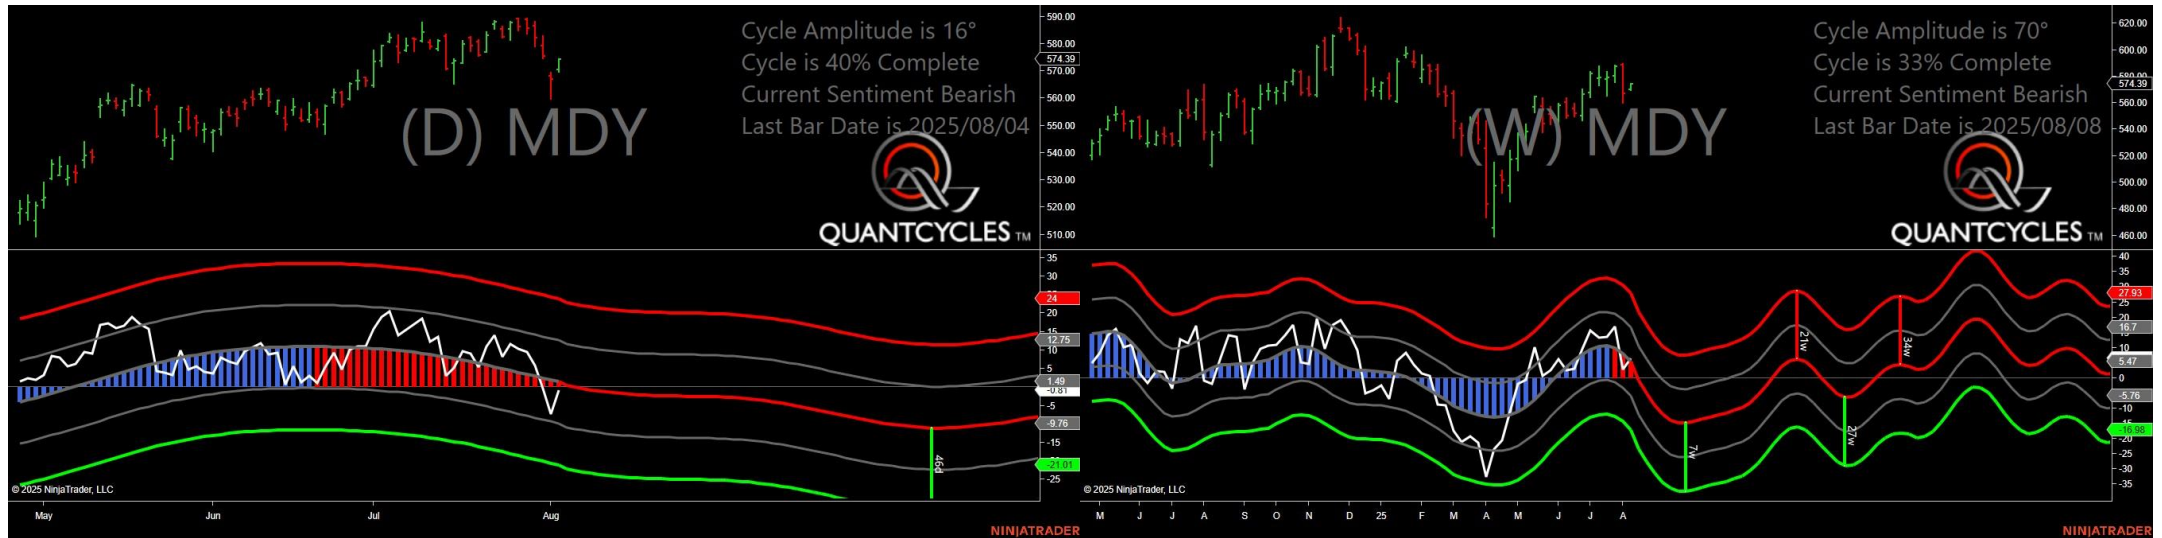 Cycle Amplitude is 16°
Cycle is 40% Complete
Current Sentiment Bearish
Last Bar Date is 2025/08/04
(D) MDY
QUANTCYCLES TM
590.00
580.00
574.39
570.00
560.00
550.00
540.00
530.00
520.00
510.00
35
30
24
20
15
12.75
10
5
1.49
-0.81
-5
-9.76
-15
-21.01
-25
46d
© 2025 NinjaTrader, LLC
May Jun Jul Aug
NINJATRADER
Cycle Amplitude is 70°
Cycle is 33% Complete
Current Sentiment Bearish
Last Bar Date is 2025/08/08
(W) MDY
QUANTCYCLES TM
620.00
600.00
580.00
574.39
560.00
540.00
520.00
500.00
480.00
460.00
40
35
30
27.93
25
20
16.7
10
5.47
0
-5.76
-10
-16.98
-20
-25
-30
-35
7w
21w
27w
34w
© 2025 NinjaTrader, LLC
M J J A S O N D 25 F M A M J J A
NINJATRADER